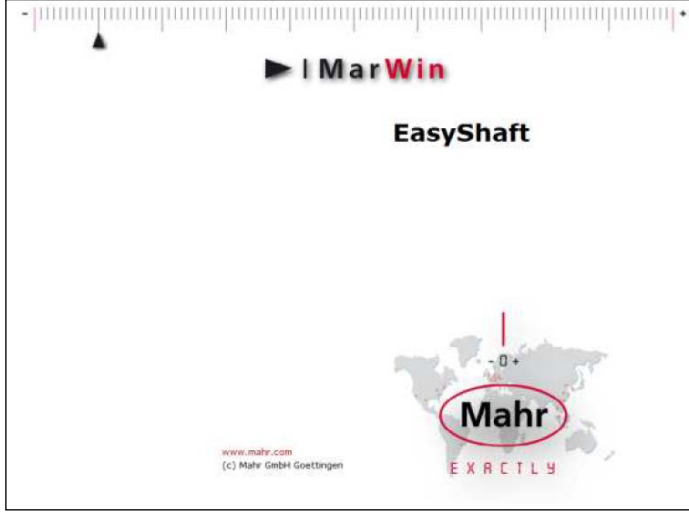 - +
MarWin
EasyShaft
- 0 +
Mahr
www.mahr.com
(c) Mahr GmbH Goettingen
EXACTLY